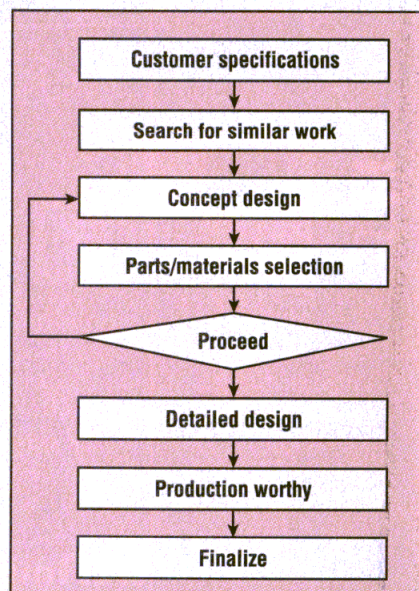 Customer specifications
Search for similar work
Concept design
Parts/materials selection
Proceed
Detailed design
Production worthy
Finalize